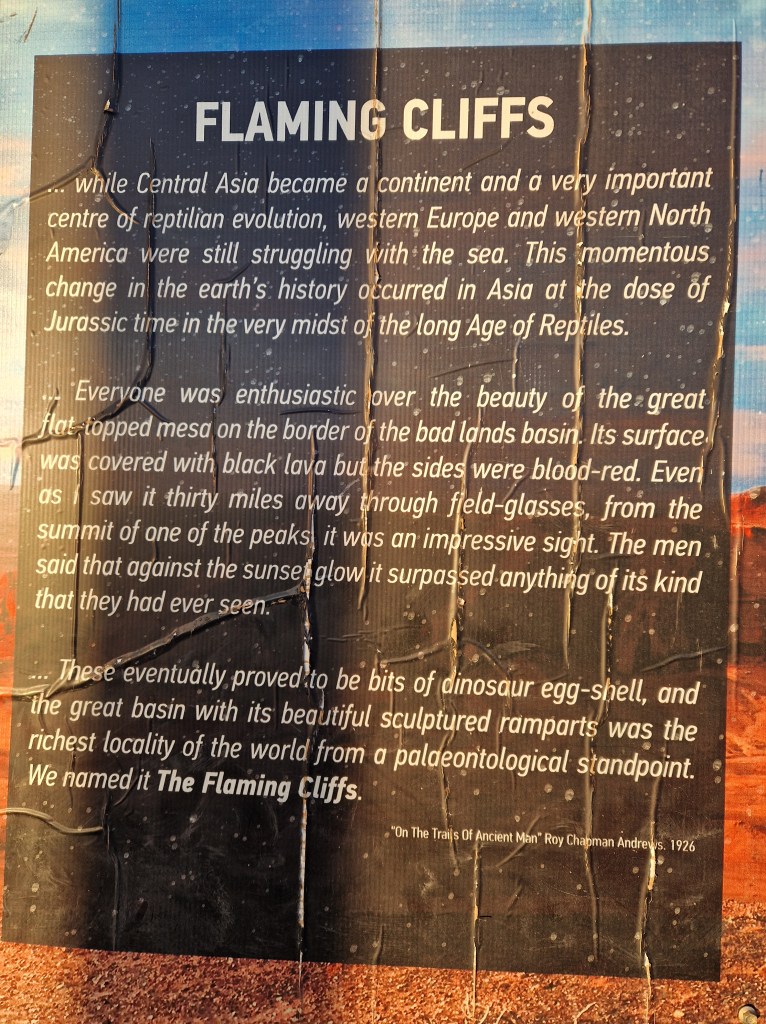 FLAMING CLIFFS
... while Central Asia became a continent and a very important
centre of reptilian evolution, western Europe and western North
America were still struggling with the sea. This momentous
change in the earth's history occurred in Asia at the dose of
Jurassic time in the very midst of the long Age of Reptiles.
... Everyone was enthusiastic over the beauty of the great
flat-topped mesa on the border of the bad lands basin. Its surface
was covered with black lava but the sides were blood-red. Even
as I saw it thirty miles away through field-glasses, from the
summit of one of the peaks, it was an impressive sight. The men
said that against the sunset glow it surpassed anything of its kind
that they had ever seen.
... These eventually proved to be bits of dinosaur egg-shell, and
the great basin with its beautiful sculptured ramparts was the
richest locality of the world from a palaeontological standpoint.
We named it The Flaming Cliffs.
"On The Trails Of Ancient Man" Roy Chapman Andrews. 1926